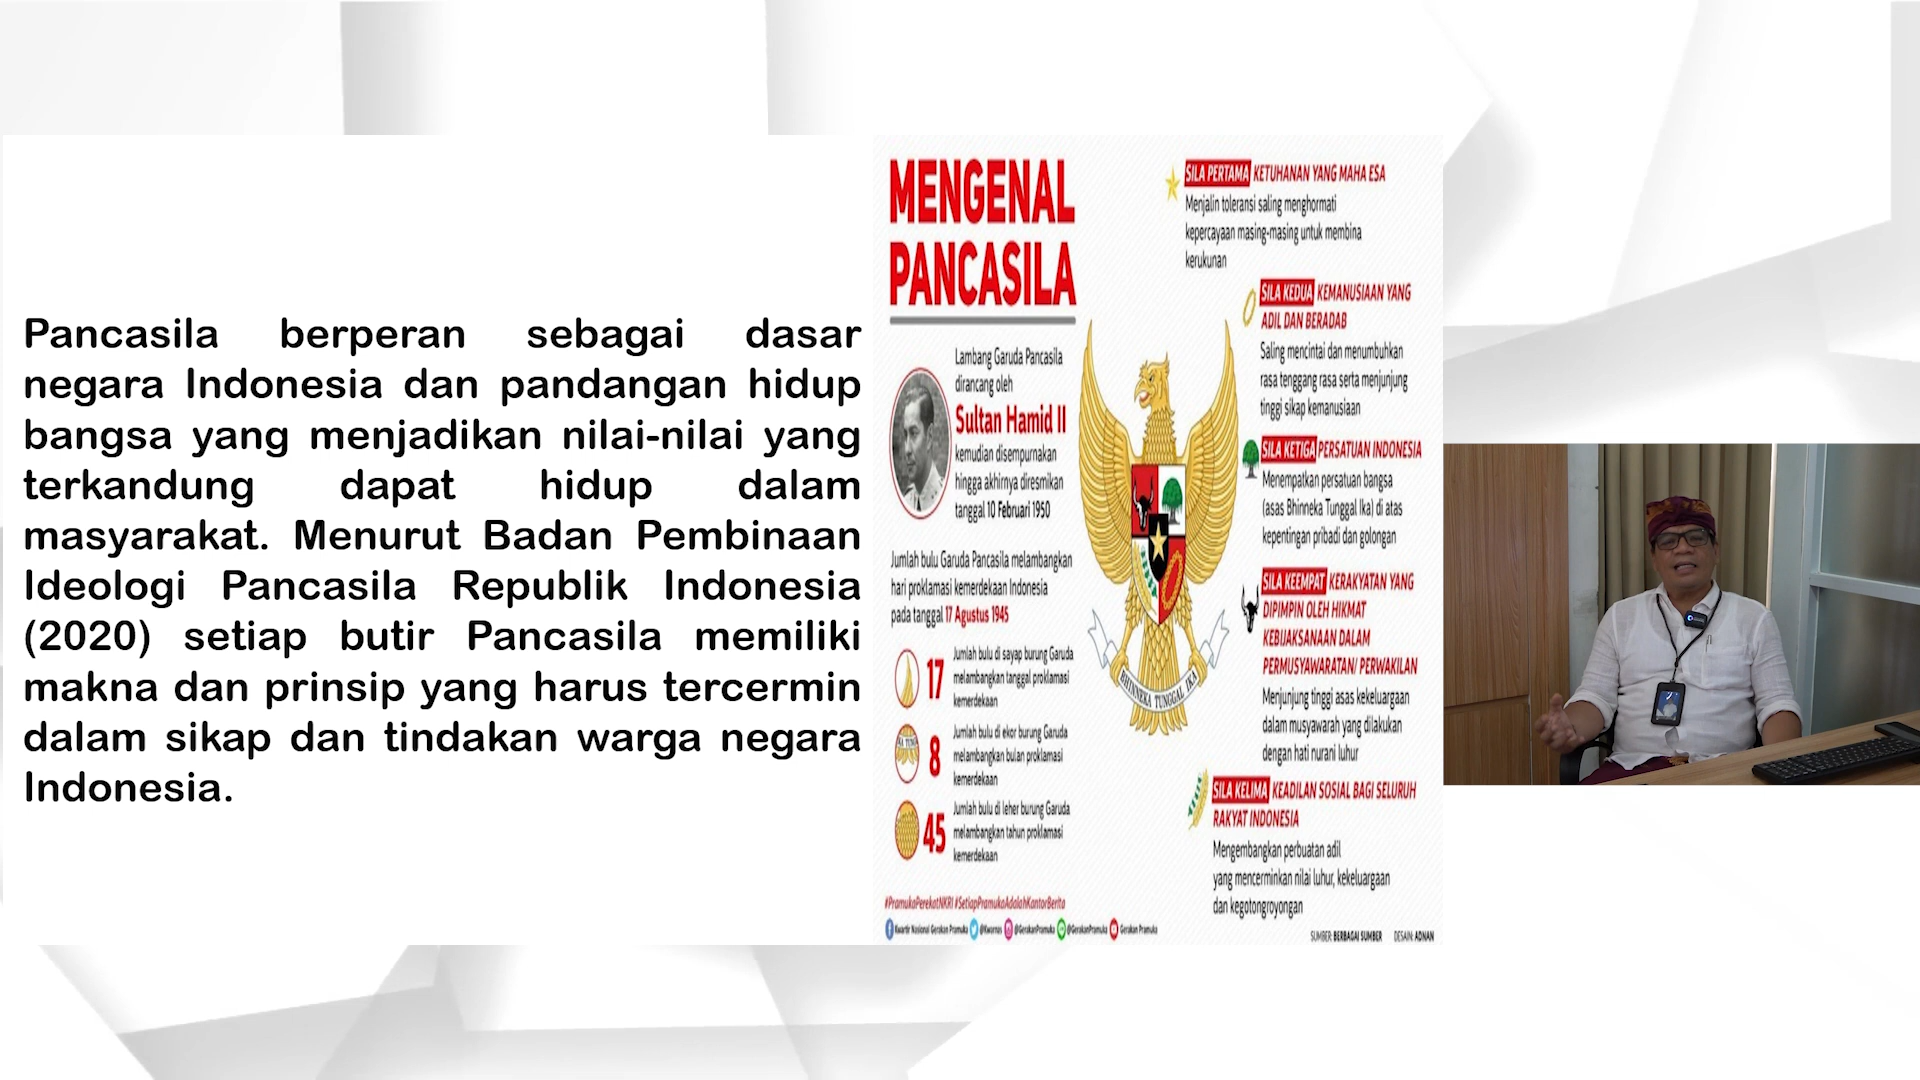 Pancasila berperan sebagai dasar
negara Indonesia dan pandangan hidup
bangsa yang menjadikan nilai-nilai yang
terkandung dapat hidup dalam
masyarakat. Menurut Badan Pembinaan
Ideologi Pancasila Republik Indonesia
(2020) setiap butir Pancasila memiliki
makna dan prinsip yang harus tercermin
dalam sikap dan tindakan warga negara
Indonesia.
MENGENAL
PANCASILA
Lambang Garuda Pancasila
dirancang oleh
Sultan Hamid II
kemudian disempurnakan
hingga akhirnya diresmikan
tanggal 10 Februari 1950
Jumlah bulu Garuda Pancasila melambangkan
hari proklamasi kemerdekaan Indonesia
pada tanggal 17 Agustus 1945
17
Jumlah bulu di sayap burung Garuda
melambangkan tanggal proklamasi
kemerdekaan
8
Jumlah bulu di ekor burung Garuda
melambangkan bulan proklamasi
kemerdekaan
45
Jumlah bulu di leher burung Garuda
melambangkan tahun proklamasi
kemerdekaan
#PramukaPerekatNKRI #SetiapPramukaAdalahKantorBerita
Kwartir Nasional Gerakan Pramuka @Kwarnas @GerakanPramuka @GerakanPramuka Gerakan Pramuka
BHINNEKA TUNGGAL IKA
SILA PERTAMA KETUHANAN YANG MAHA ESA
Menjalin toleransi saling menghormati
kepercayaan masing-masing untuk membina
kerukunan
SILA KEDUA KEMANUSIAAN YANG
ADIL DAN BERADAB
Saling mencintai dan menumbuhkan
rasa tenggang rasa serta menjunjung
tinggi sikap kemanusiaan
SILA KETIGA PERSATUAN INDONESIA
Menempatkan persatuan bangsa
(asas Bhinneka Tunggal Ika) di atas
kepentingan pribadi dan golongan
SILA KEEMPAT KERAKYATAN YANG
DIPIMPIN OLEH HIKMAT
KEBIJAKSANAAN DALAM
PERMUSYAWARATAN/ PERWAKILAN
Menjunjung tinggi asas kekeluargaan
dalam musyawarah yang dilakukan
dengan hati nurani luhur
SILA KELIMA KEADILAN SOSIAL BAGI SELURUH
RAKYAT INDONESIA
Mengembangkan perbuatan adil
yang mencerminkan nilai luhur, kekeluargaan
dan kegotongroyongan
SUMBER: BERBAGAI SUMBER DESAIN: ADNAN